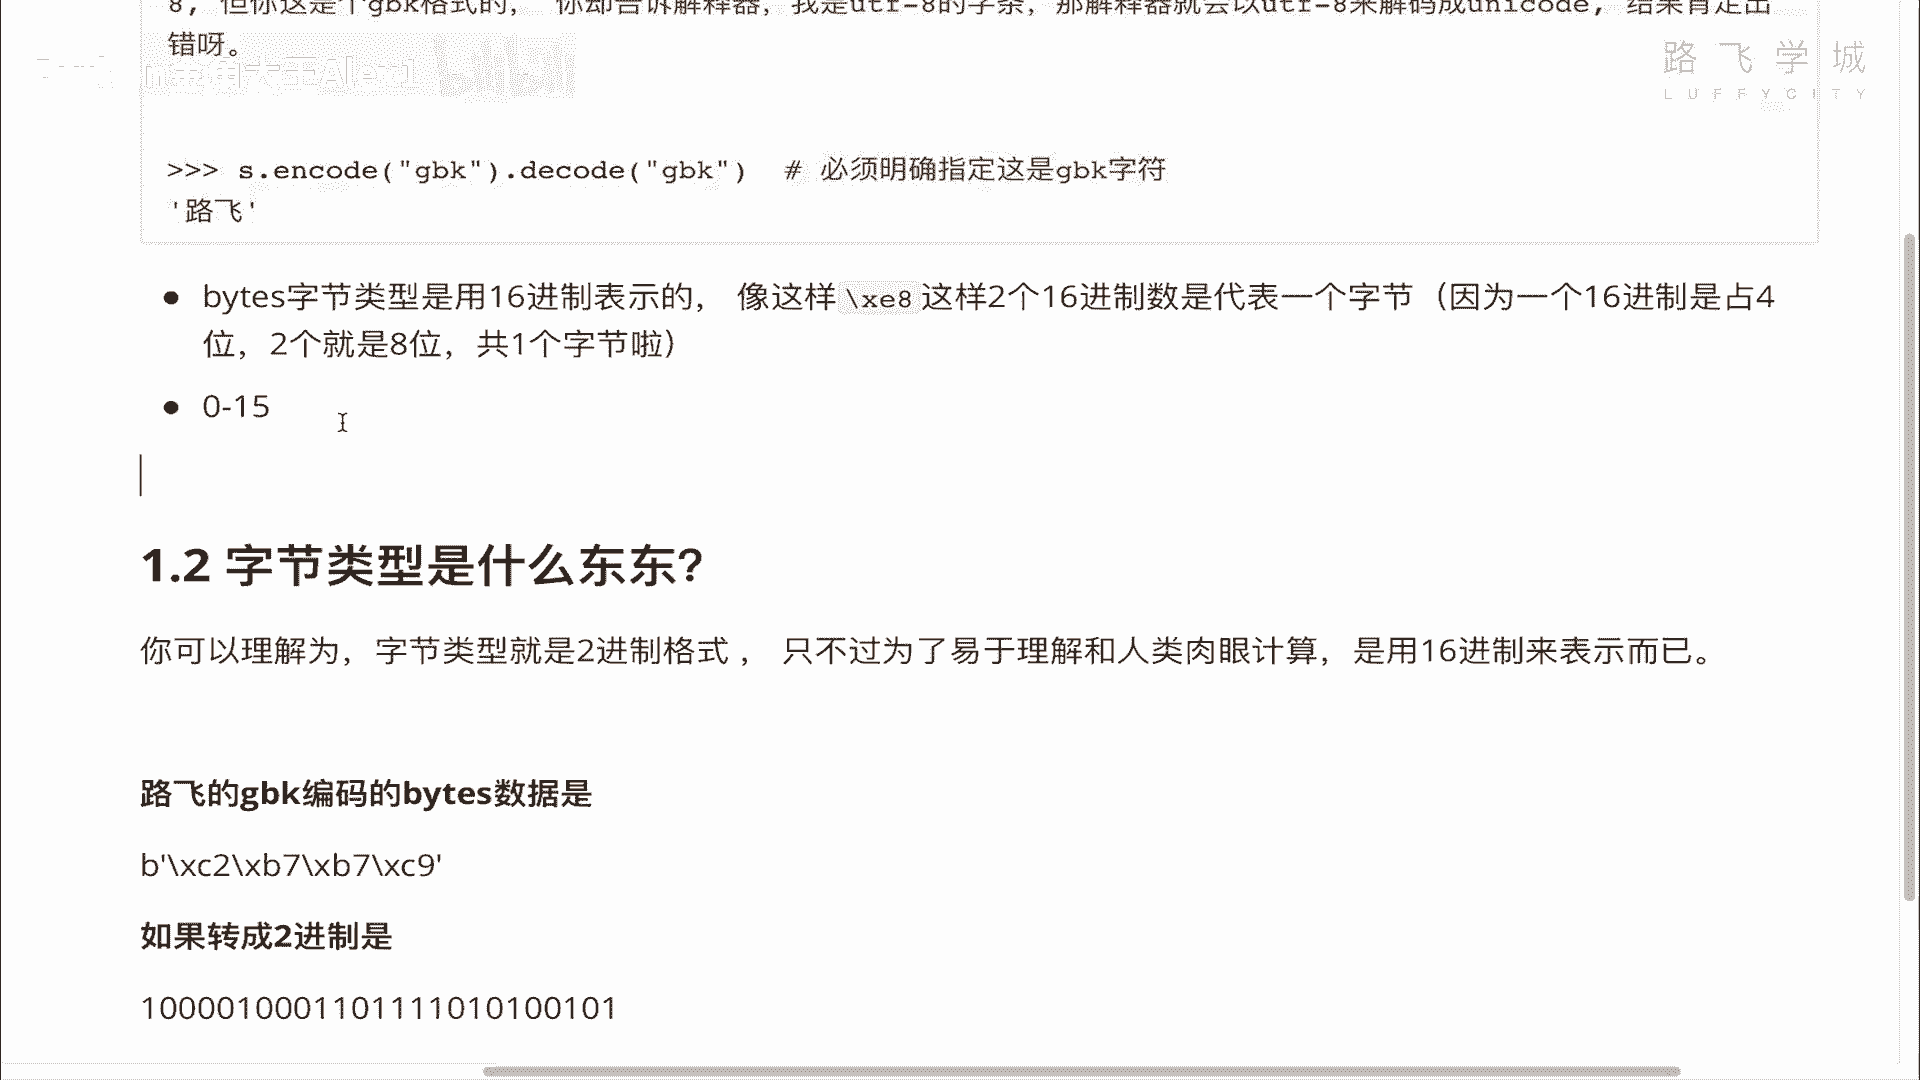 8, 但你这是个gbk格式的, 你却告诉解释器, 我是utf-8的字条, 那解释器就会以utf-8来解码成unicode, 结果肯定出
错呀。
路飞学城
LUFFYCITY
>>> s.encode("gbk").decode("gbk")  # 必须明确指定这是gbk字符
'路飞'
bytes字节类型是用16进制表示的， 像这样\xe8这样2个16进制数是代表一个字节（因为一个16进制是占4
位，2个就是8位，共1个字节啦）
0-15
1.2 字节类型是什么东东?
你可以理解为，字节类型就是2进制格式 ， 只不过为了易于理解和人类肉眼计算，是用16进制来表示而已。
路飞的gbk编码的bytes数据是
b'\xc2\xb7\xb7\xc9'
如果转成2进制是
1000010001101111010100101